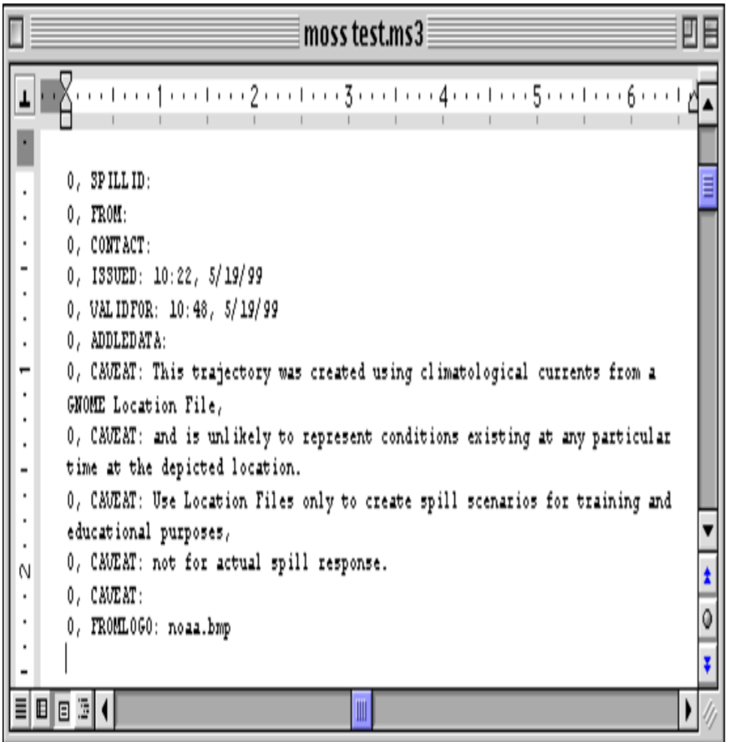 moss test.ms3
1 2 3 4 5 6
0, SPILLID:
0, FROM:
0, CONTACT:
0, ISSUED: 10:22, 5/19/99
0, VALIDFOR: 10:48, 5/19/99
0, ADDLEDATA:
0, CAVEAT: This trajectory was created using climatological currents from a
GNOME Location File,
0, CAVEAT: and is unlikely to represent conditions existing at any particular
time at the depicted location.
0, CAVEAT: Use Location Files only to create spill scenarios for training and
educational purposes,
0, CAVEAT: not for actual spill response.
0, CAVEAT:
0, FROMLOGO: noaa.bmp
1
2